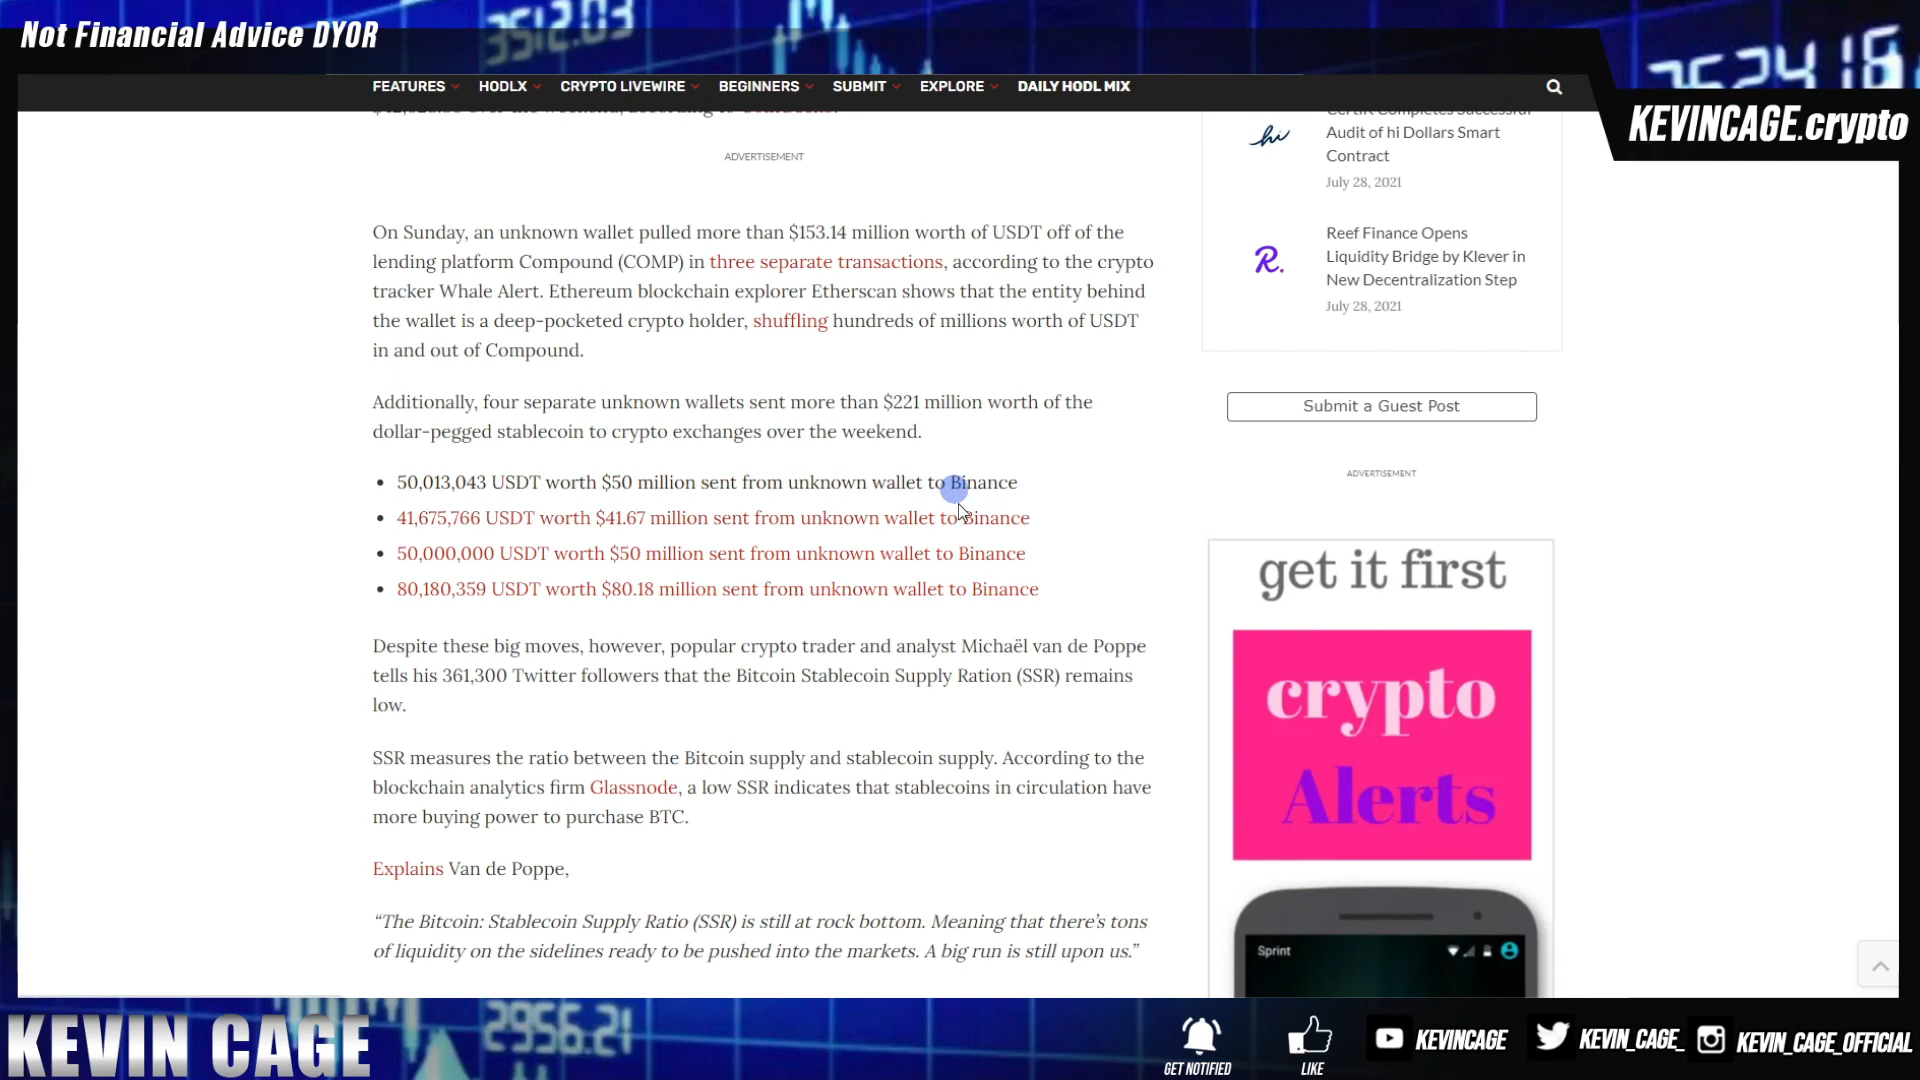 3512.03
Not Financial Advice DYOR
KEVINCAGE.crypto
FEATURES HODLX CRYPTO LIVEWIRE BEGINNERS SUBMIT EXPLORE DAILY HODL MIX
CertiK Completes Successful
Audit of hi Dollars Smart
Contract
July 28, 2021
hi
ADVERTISEMENT
On Sunday, an unknown wallet pulled more than $153.14 million worth of USDT off of the
lending platform Compound (COMP) in three separate transactions, according to the crypto
tracker Whale Alert. Ethereum blockchain explorer Etherscan shows that the entity behind
the wallet is a deep-pocketed crypto holder, shuffling hundreds of millions worth of USDT
in and out of Compound.
Reef Finance Opens
Liquidity Bridge by Klever in
New Decentralization Step
July 28, 2021
R.
Additionally, four separate unknown wallets sent more than $221 million worth of the
dollar-pegged stablecoin to crypto exchanges over the weekend.
Submit a Guest Post
ADVERTISEMENT
• 50,013,043 USDT worth $50 million sent from unknown wallet to Binance
• 41,675,766 USDT worth $41.67 million sent from unknown wallet to Binance
• 50,000,000 USDT worth $50 million sent from unknown wallet to Binance
• 80,180,359 USDT worth $80.18 million sent from unknown wallet to Binance
Despite these big moves, however, popular crypto trader and analyst Michaël van de Poppe
tells his 361,300 Twitter followers that the Bitcoin Stablecoin Supply Ration (SSR) remains
low.
SSR measures the ratio between the Bitcoin supply and stablecoin supply. According to the
blockchain analytics firm Glassnode, a low SSR indicates that stablecoins in circulation have
more buying power to purchase BTC.
Explains Van de Poppe,
“The Bitcoin: Stablecoin Supply Ratio (SSR) is still at rock bottom. Meaning that there’s tons
of liquidity on the sidelines ready to be pushed into the markets. A big run is still upon us.”
get it first
crypto
Alerts
Sprint
KEVIN CAGE
2956.21
GET NOTIFIED
LIKE
KEVINCAGE
KEVIN_CAGE_
KEVIN_CAGE_OFFICIAL